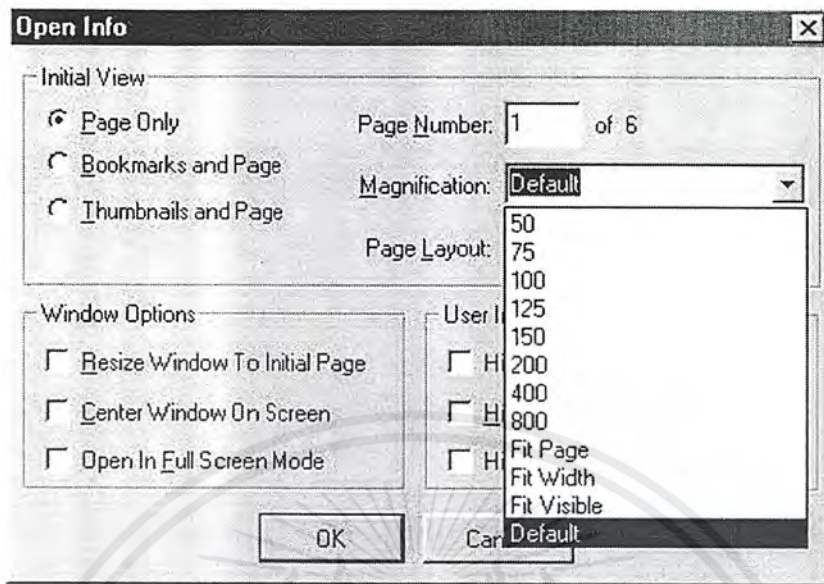 Open Info
Initial View
Page Only
Bookmarks and Page
Thumbnails and Page
Page Number: 1 of 6
Magnification: Default
Page Layout:
50
75
100
125
150
200
400
800
Fit Page
Fit Width
Fit Visible
Default
Window Options
Resize Window To Initial Page
Center Window On Screen
Open In Full Screen Mode
User
OK